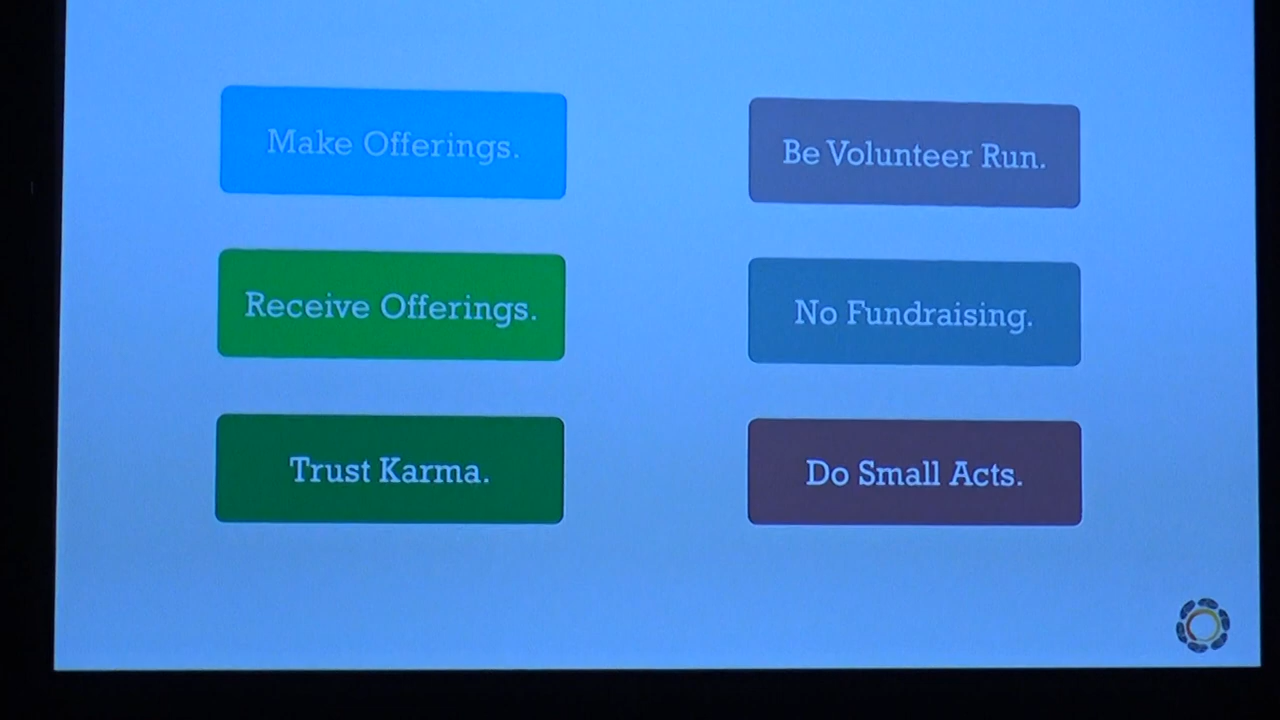 Make Offerings.
Receive Offerings.
Trust Karma.
Be Volunteer Run.
No Fundraising.
Do Small Acts.